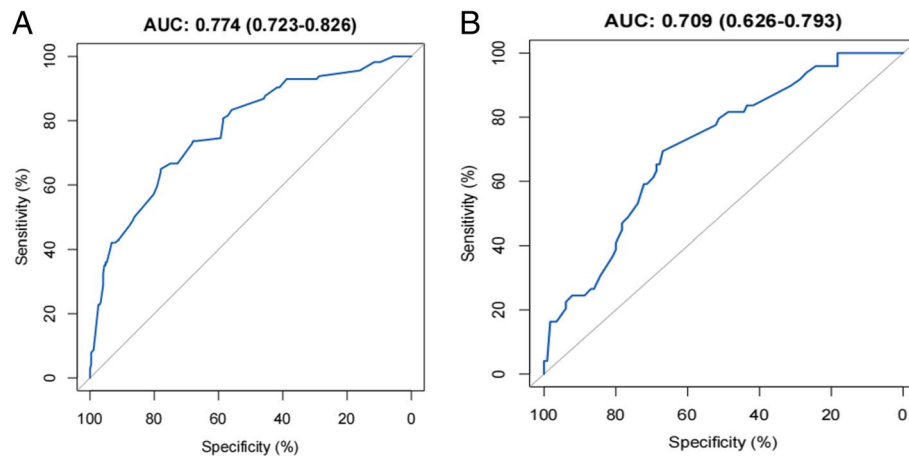 A
AUC: 0.774 (0.723-0.826)
Sensitivity (%)
100
80
60
40
20
0
100 80 60 40 20 0
Specificity (%)
B
AUC: 0.709 (0.626-0.793)
Sensitivity (%)
100
80
60
40
20
0
100 80 60 40 20 0
Specificity (%)